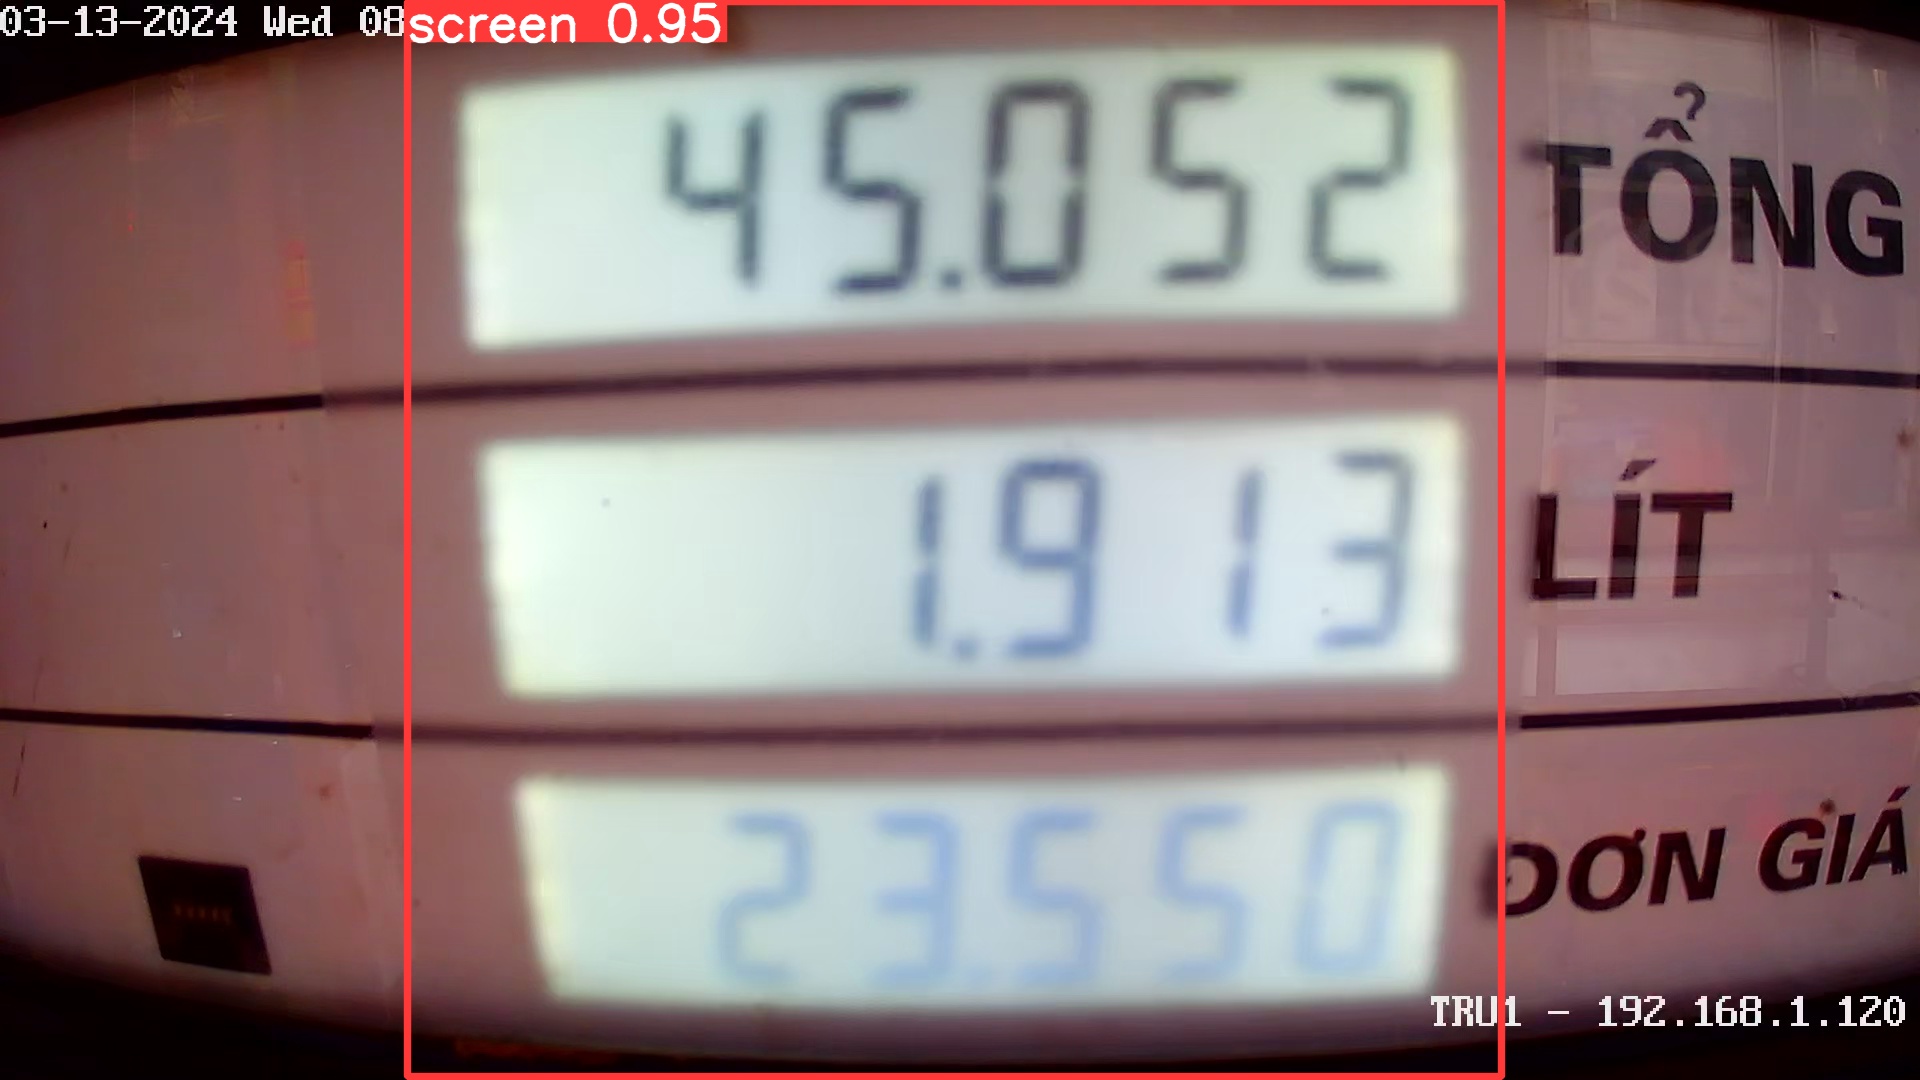 03-13-2024 Wed 08
screen 0.95
45.052
TỔNG
1.913
LÍT
23.550
ĐƠN GIÁ
TRU1 - 192.168.1.120